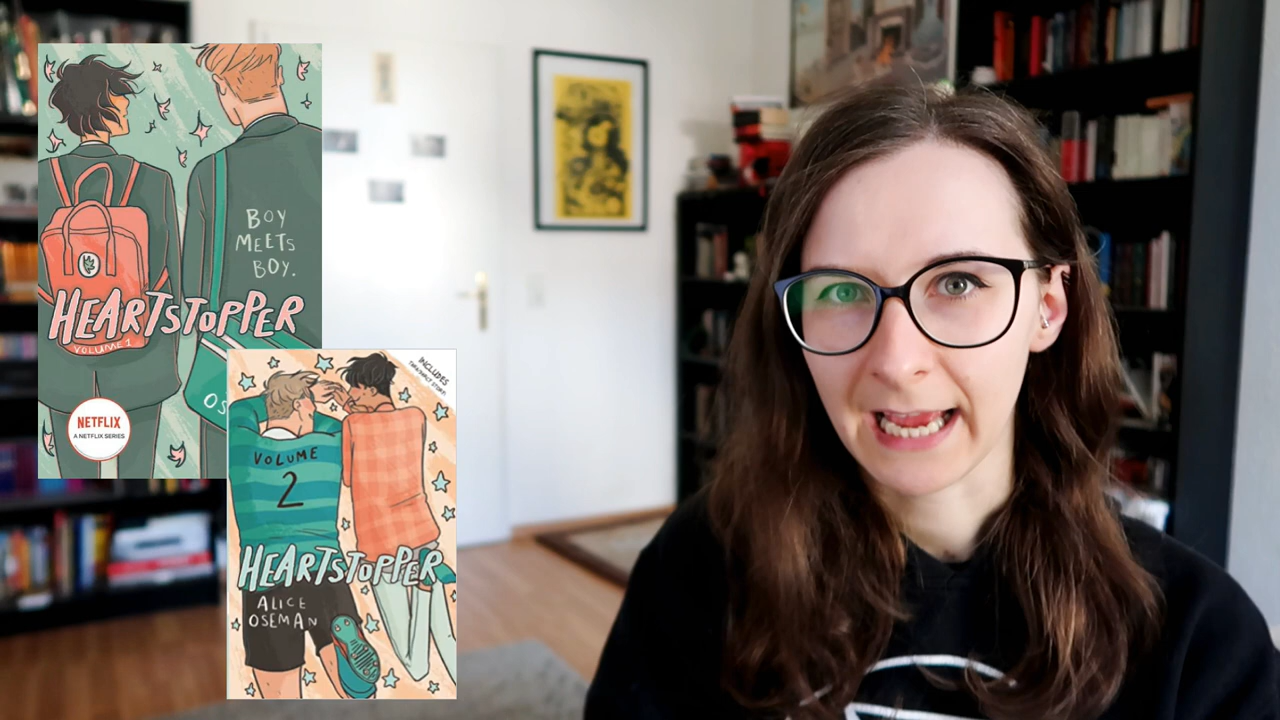 BOY
MEETS
BOY.
HEARTSTOPPER
VOLUME 1
OS
NETFLIX
A NETFLIX SERIES
INCLUDES
VOLUME
2
HEARTSTOPPER
ALICE
OSEMAN